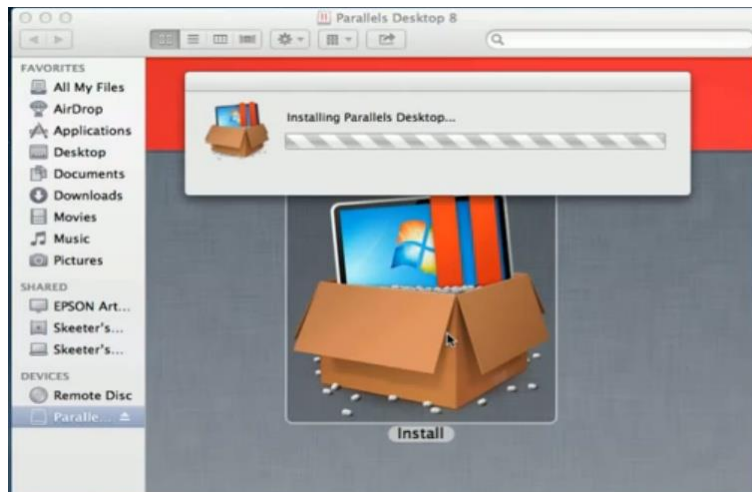 Parallels Desktop 8
FAVORITES
All My Files
AirDrop
Applications
Desktop
Documents
Downloads
Movies
Music
Pictures
SHARED
EPSON Art...
Skeeter's...
Skeeter's...
DEVICES
Remote Disc
Paralle...
Installing Parallels Desktop...
Install